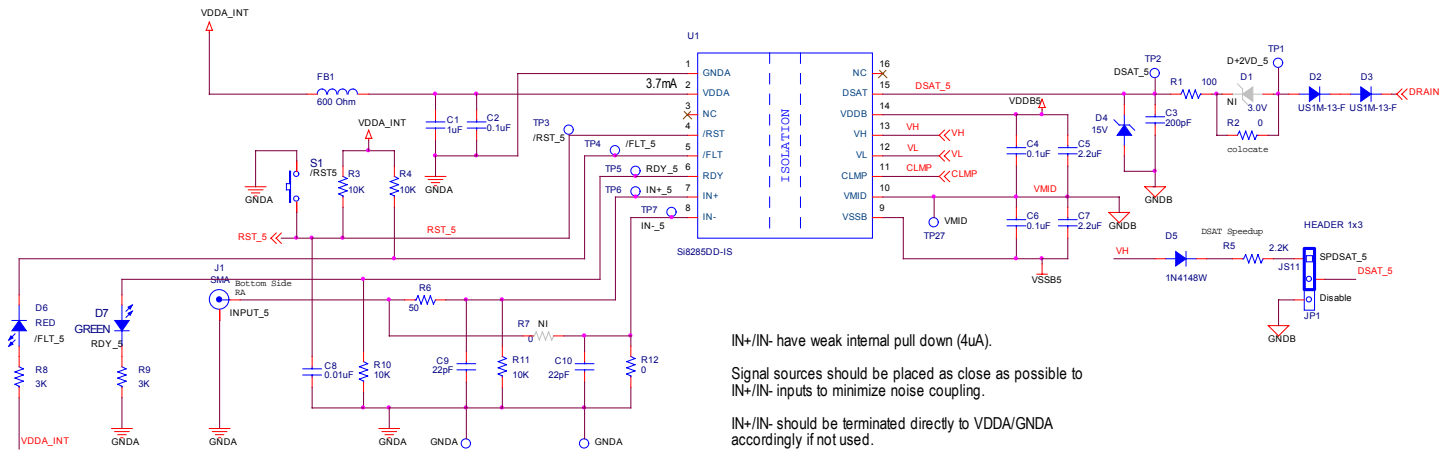 VDDA_INT
FB1
600 Ohm
C1
1uF
C2
0.1uF
GNDA
3.7mA
U1
1
GNDA
2
VDDA
3
NC
4
/RST
5
/FLT
6
RDY
7
IN+
8
IN-
ISOLATION
16
NC
15
DSAT
14
VDDB
13
VH
12
VL
11
CLMP
10
VMID
9
VSSB
Si8285DD-IS
TP3
/RST_5
TP4
/FLT_5
TP5
RDY_5
TP6
IN+_5
TP7
IN-_5
VDDA_INT
S1
/RST5
GNDA
R3
10K
R4
10K
RST_5
RST_5
J1
SMA
Bottom Side
RA
INPUT_5
GNDA
D6
RED
/FLT_5
R8
3K
VDDA_INT
D7
GREEN
RDY_5
R9
3K
GNDA
C8
0.01uF
R10
10K
GNDA
R6
50
C9
22pF
R11
10K
R7
NI
0
C10
22pF
R12
0
GNDA
GNDA
DSAT_5
VDDB5
VH
VH
VL
VL
CLMP
CLMP
VMID
TP27
VMID
C4
0.1uF
C5
2.2uF
C6
0.1uF
C7
2.2uF
VSSB5
GNDB
D4
15V
C3
200pF
GNDB
TP2
DSAT_5
R1
100
D1
NI
3.0V
R2
0
colocate
TP1
D+2VD_5
D2
US1M-13-F
D3
US1M-13-F
DRAIN
VH
D5
1N4148W
DSAT Speedup
R5
2.2K
HEADER 1x3
SPDSAT_5
JS11
DSAT_5
Disable
JP1
GNDB
IN+/IN- have weak internal pull down (4uA).
Signal sources should be placed as close as possible to
IN+/IN- inputs to minimize noise coupling.
IN+/IN- should be terminated directly to VDDA/GNDA
accordingly if not used.